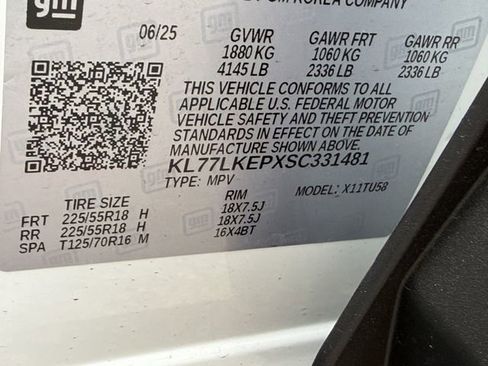 gm
GM KOREA COMPANY
06/25 GVWR GAWR FRT GAWR RR
1880 KG 1060 KG 1060 KG
4145 LB 2336 LB 2336 LB
THIS VEHICLE CONFORMS TO ALL
APPLICABLE U.S. FEDERAL MOTOR
VEHICLE SAFETY AND THEFT PREVENTION
STANDARDS IN EFFECT ON THE DATE OF
MANUFACTURE SHOWN ABOVE.
KL77LKEPXSC331481
TYPE: MPV MODEL: X11TU58
TIRE SIZE RIM
FRT 225/55R18 H 18X7.5J
RR 225/55R18 H 18X7.5J
SPA T125/70R16 M 16X4BT